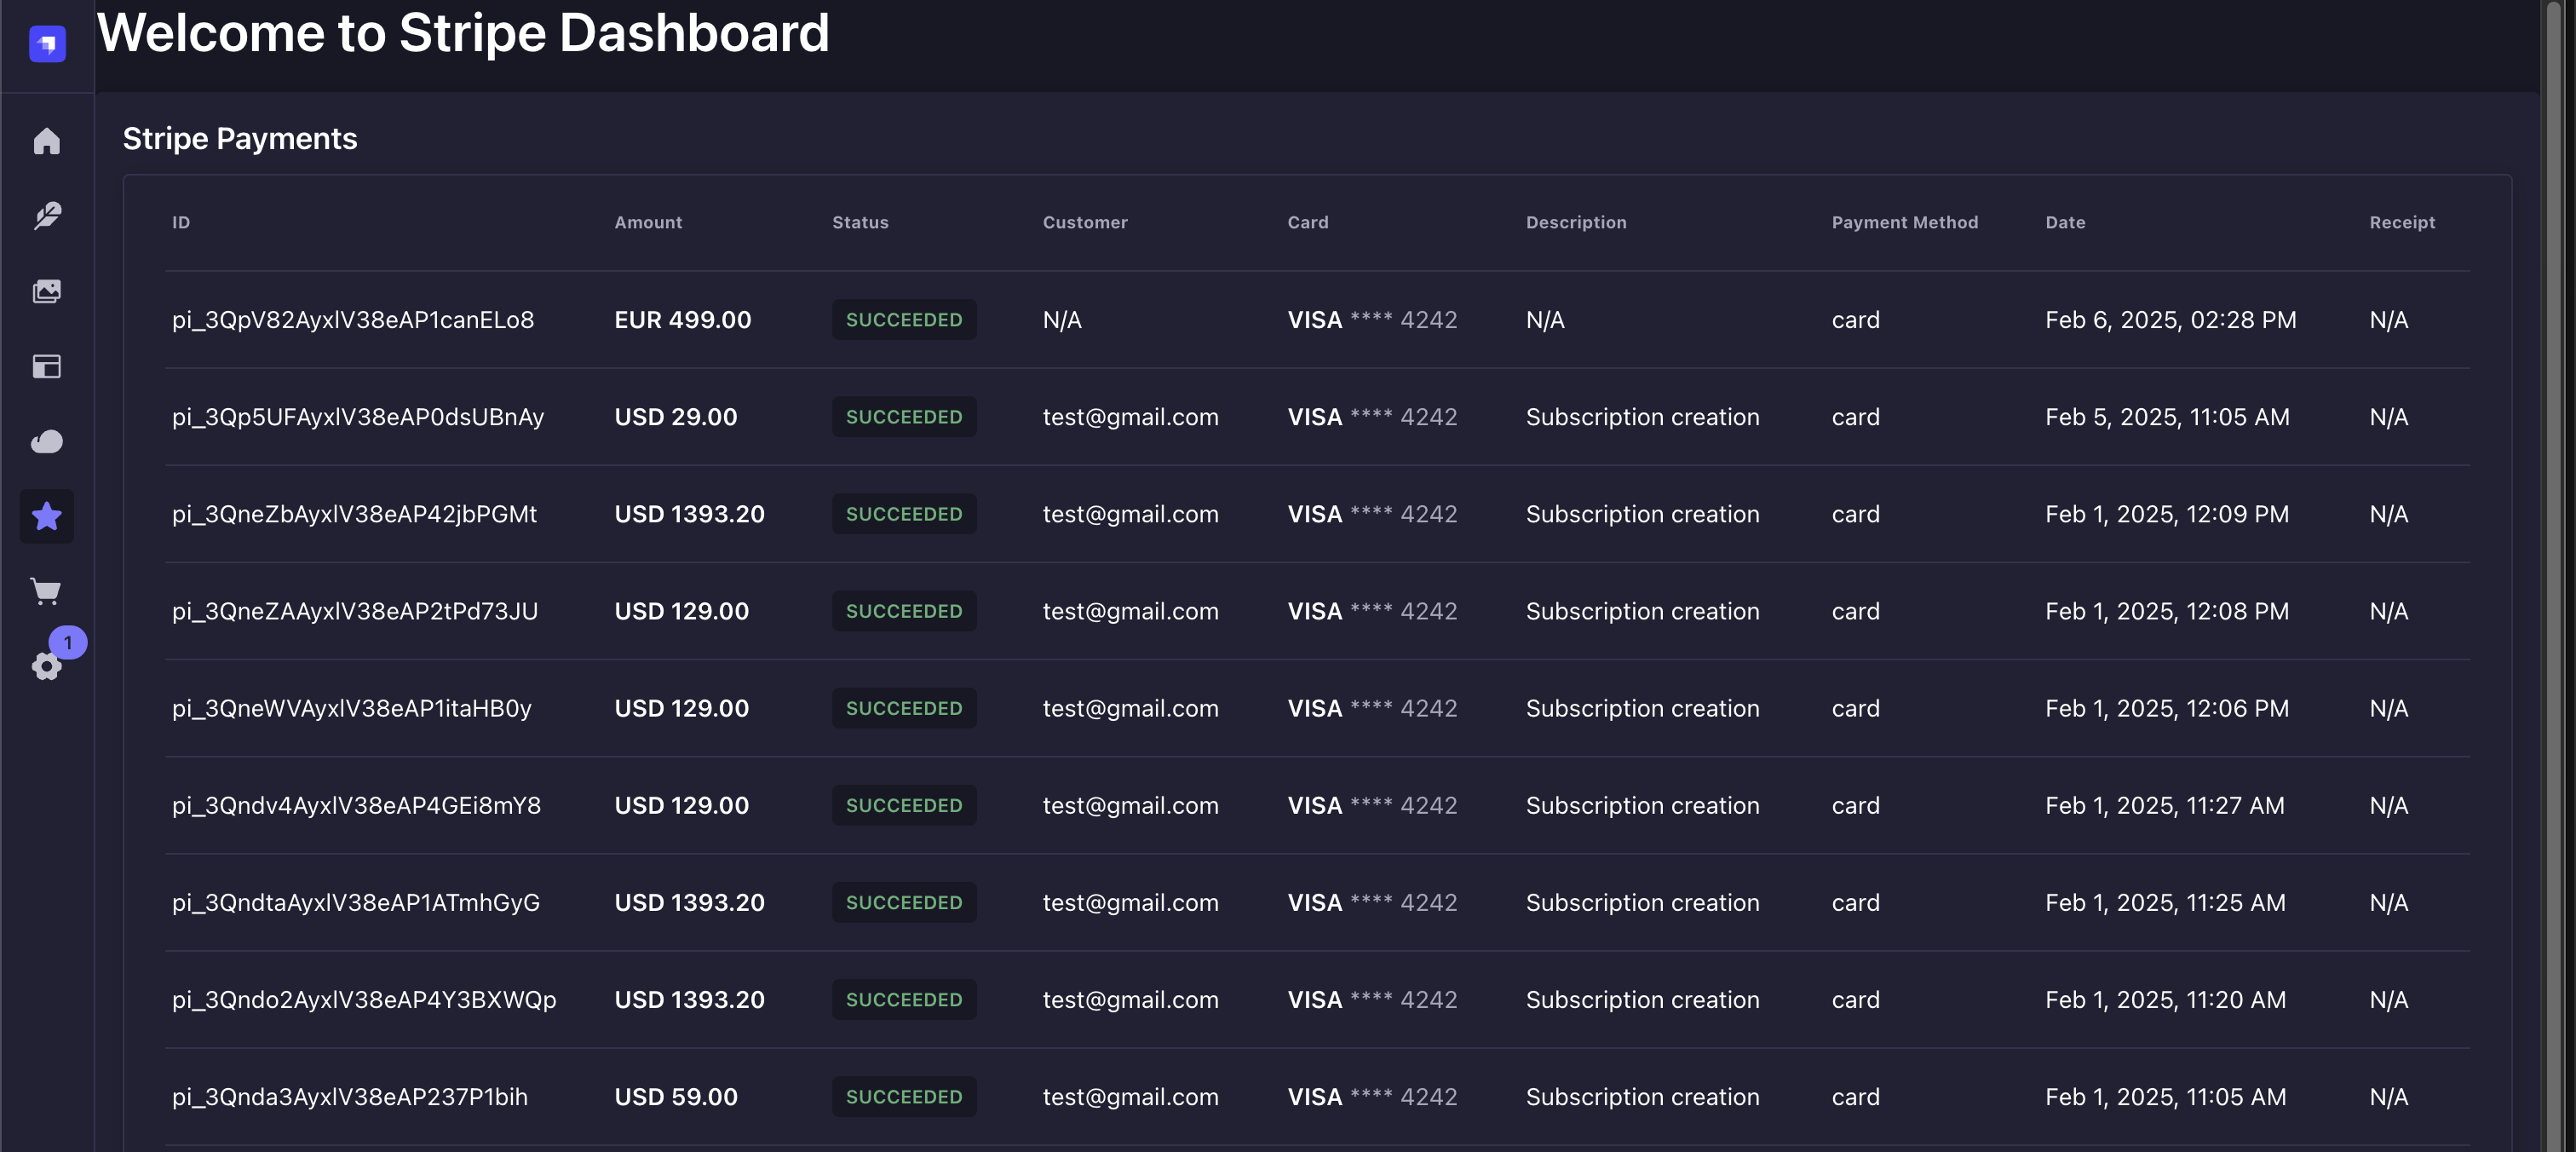 Welcome to Stripe Dashboard
Stripe Payments
ID Amount Status Customer Card Description Payment Method Date Receipt
pi_3QpV82AyxlV38eAP1canELo8 EUR 499.00 SUCCEEDED N/A VISA **** 4242 N/A card Feb 6, 2025, 02:28 PM N/A
pi_3Qp5UFAyxlV38eAP0dsUBnAy USD 29.00 SUCCEEDED test@gmail.com VISA **** 4242 Subscription creation card Feb 5, 2025, 11:05 AM N/A
pi_3QneZbAyxlV38eAP42jbPGMt USD 1393.20 SUCCEEDED test@gmail.com VISA **** 4242 Subscription creation card Feb 1, 2025, 12:09 PM N/A
pi_3QneZAAyxlV38eAP2tPd73JU USD 129.00 SUCCEEDED test@gmail.com VISA **** 4242 Subscription creation card Feb 1, 2025, 12:08 PM N/A
1
pi_3QneWVAyxlV38eAP1itaHB0y USD 129.00 SUCCEEDED test@gmail.com VISA **** 4242 Subscription creation card Feb 1, 2025, 12:06 PM N/A
pi_3Qndv4AyxlV38eAP4GEi8mY8 USD 129.00 SUCCEEDED test@gmail.com VISA **** 4242 Subscription creation card Feb 1, 2025, 11:27 AM N/A
pi_3QndtaAyxlV38eAP1ATmhGyG USD 1393.20 SUCCEEDED test@gmail.com VISA **** 4242 Subscription creation card Feb 1, 2025, 11:25 AM N/A
pi_3Qndo2AyxlV38eAP4Y3BXWQp USD 1393.20 SUCCEEDED test@gmail.com VISA **** 4242 Subscription creation card Feb 1, 2025, 11:20 AM N/A
pi_3Qnda3AyxlV38eAP237P1bih USD 59.00 SUCCEEDED test@gmail.com VISA **** 4242 Subscription creation card Feb 1, 2025, 11:05 AM N/A